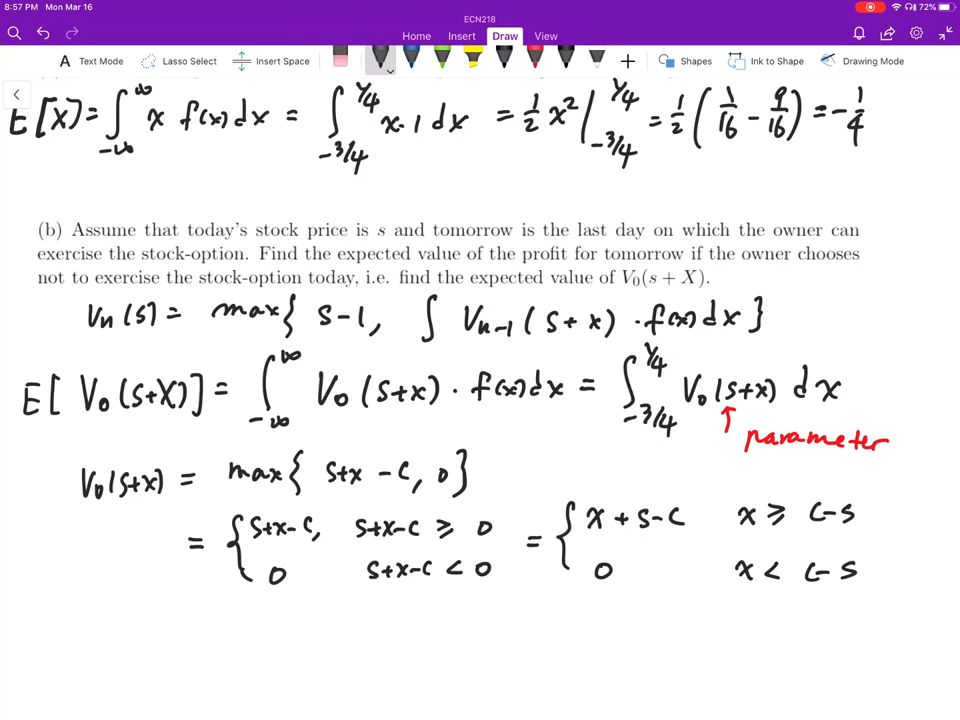 8:57 PM Mon Mar 16 72%
ECN218
Home Insert Draw View
A Text Mode Lasso Select Insert Space + Shapes Ink to Shape Drawing Mode
E[X] = ∫_{-∞}^{∞} x f(x) dx = ∫_{-3/4}^{1/4} x·1 dx = 1/2 x² |_{-3/4}^{1/4} = 1/2 (1/16 - 9/16) = -1/4
(b) Assume that today's stock price is s and tomorrow is the last day on which the owner can
exercise the stock-option. Find the expected value of the profit for tomorrow if the owner chooses
not to exercise the stock-option today, i.e. find the expected value of V₀(s + X).
Vn(s) = max{ s-1, ∫ Vn-1(s+x)·f(x)dx }
E[V₀(s+X)] = ∫_{-∞}^{∞} V₀(s+x)·f(x)dx = ∫_{-3/4}^{1/4} V₀(s+x) dx
↑ parameter
V₀(s+x) = max{ s+x-c, 0 }
= { s+x-c, s+x-c ≥ 0 = { x+s-c x ≥ c-s
0 s+x-c < 0 0 x < c-s